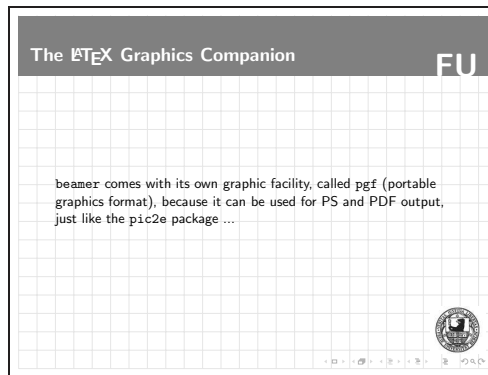 The LATEX Graphics Companion
FU
beamer comes with its own graphic facility, called pgf (portable
graphics format), because it can be used for PS and PDF output,
just like the pic2e package ...